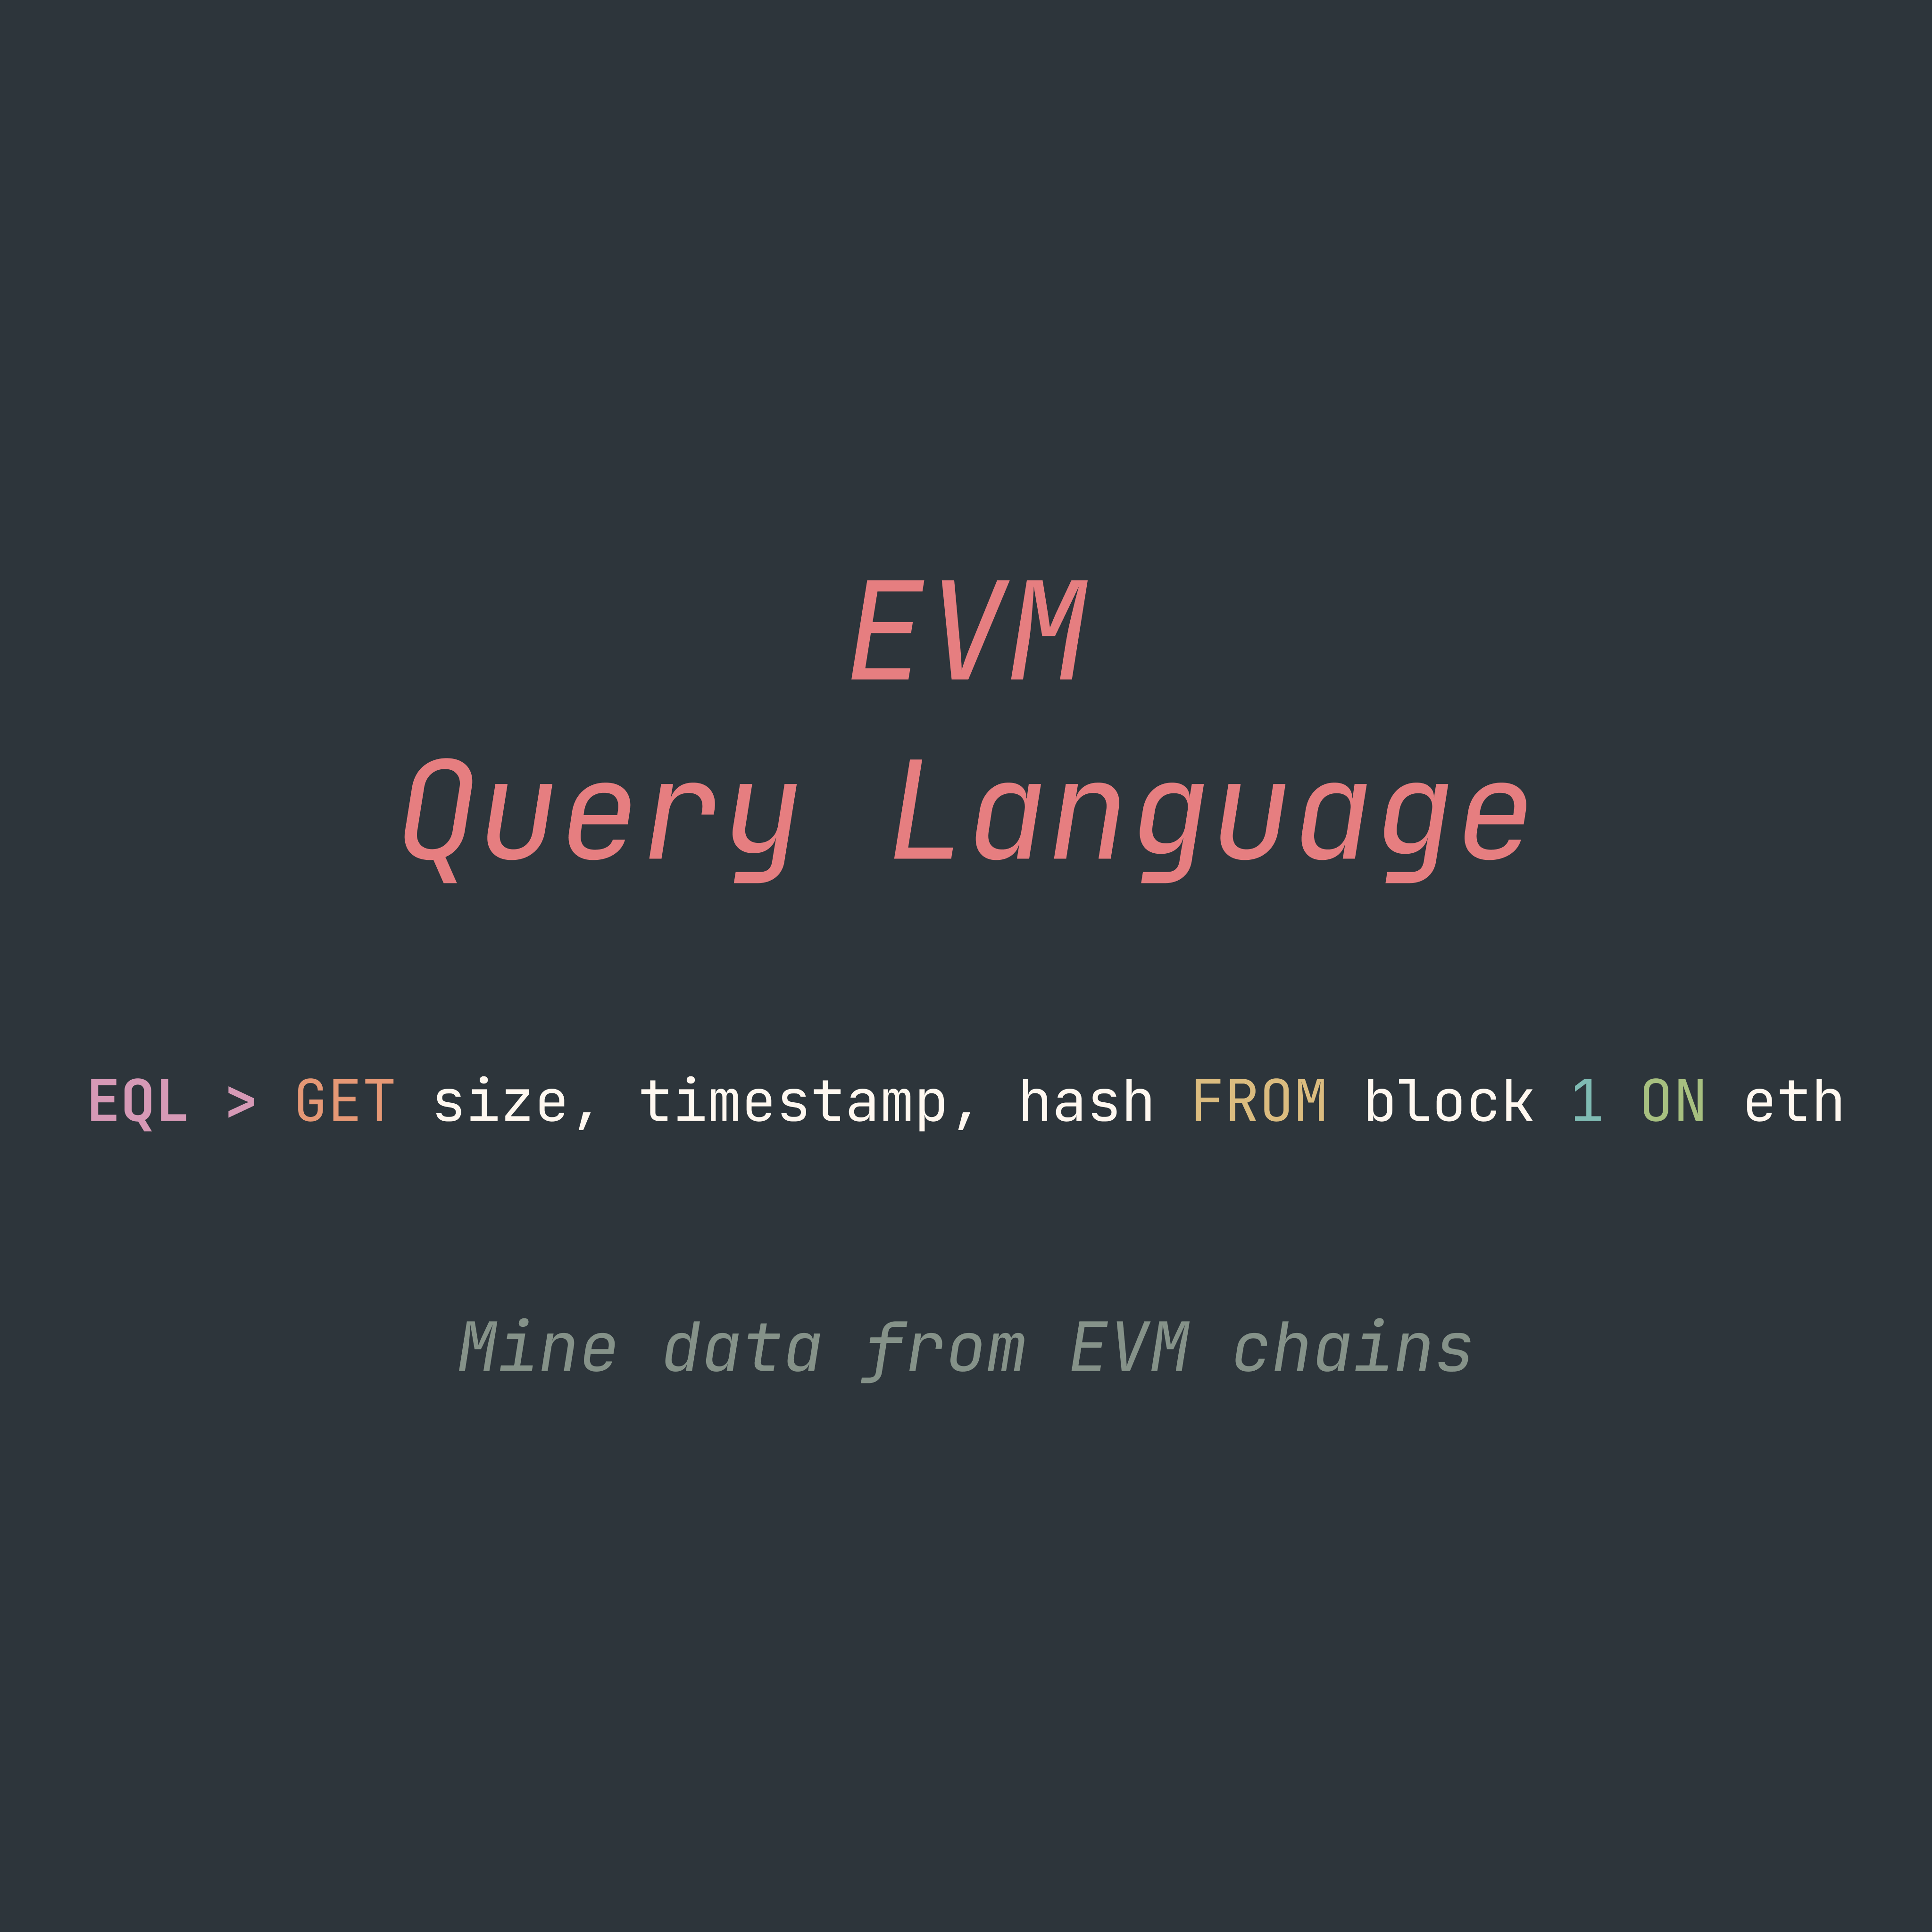 EVM
Query Language
EQL > GET size, timestamp, hash FROM block 1 ON eth
Mine data from EVM chains